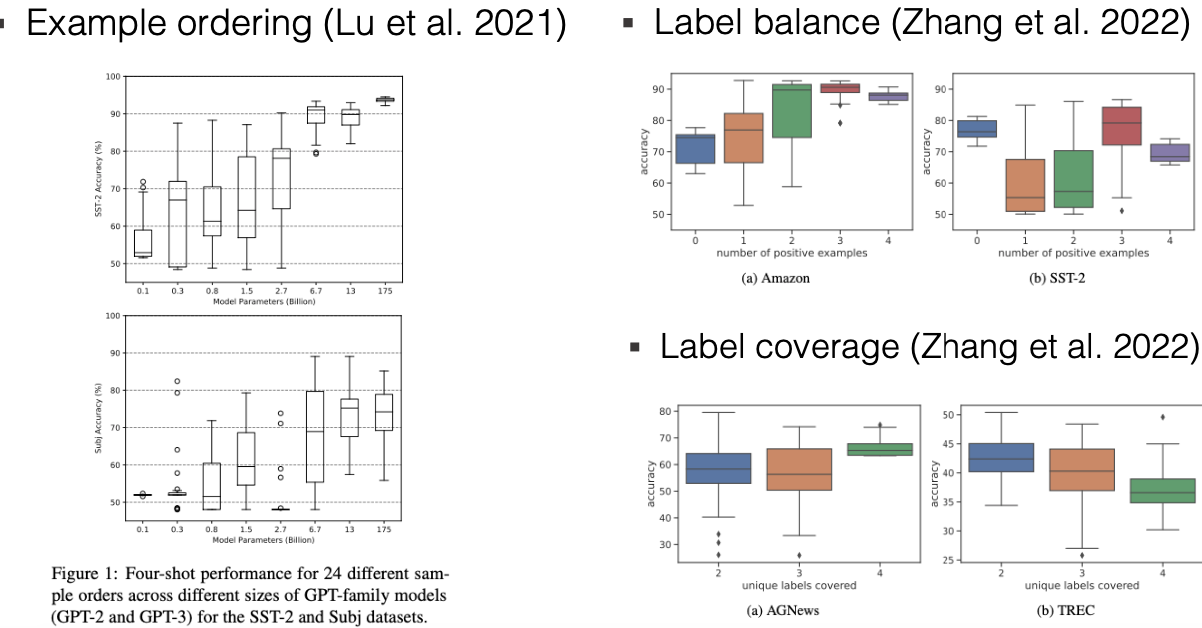 ▪ Example ordering (Lu et al. 2021)
100
90
80
70
60
50
SST-2 Accuracy (%)
0.1 0.3 0.8 1.5 2.7 6.7 13 175
Model Parameters (Billion)
100
90
80
70
60
50
Subj Accuracy (%)
0.1 0.3 0.8 1.5 2.7 6.7 13 175
Model Parameters (Billion)
Figure 1: Four-shot performance for 24 different sam-
ple orders across different sizes of GPT-family models
(GPT-2 and GPT-3) for the SST-2 and Subj datasets.
▪ Label balance (Zhang et al. 2022)
90
80
70
60
50
accuracy
0 1 2 3 4
number of positive examples
(a) Amazon
90
80
70
60
50
accuracy
0 1 2 3 4
number of positive examples
(b) SST-2
▪ Label coverage (Zhang et al. 2022)
80
70
60
50
40
30
accuracy
2 3 4
unique labels covered
(a) AGNews
50
45
40
35
30
25
accuracy
2 3 4
unique labels covered
(b) TREC